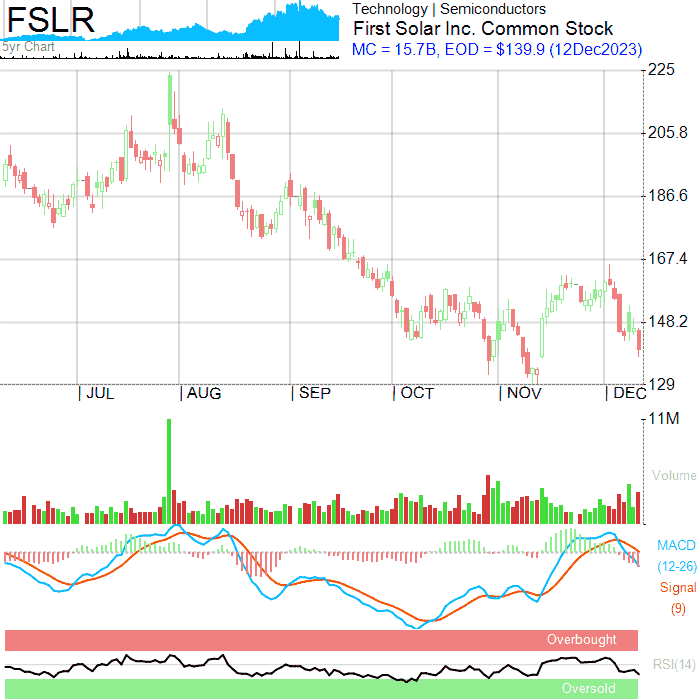 FSLR
5yr Chart
Technology | Semiconductors
First Solar Inc. Common Stock
MC = 15.7B, EOD = $139.9 (12Dec2023)
225
205.8
186.6
167.4
148.2
129
JUL AUG SEP OCT NOV DEC
11M
Volume
MACD
(12-26)
Signal
(9)
Overbought
RSI(14)
Oversold